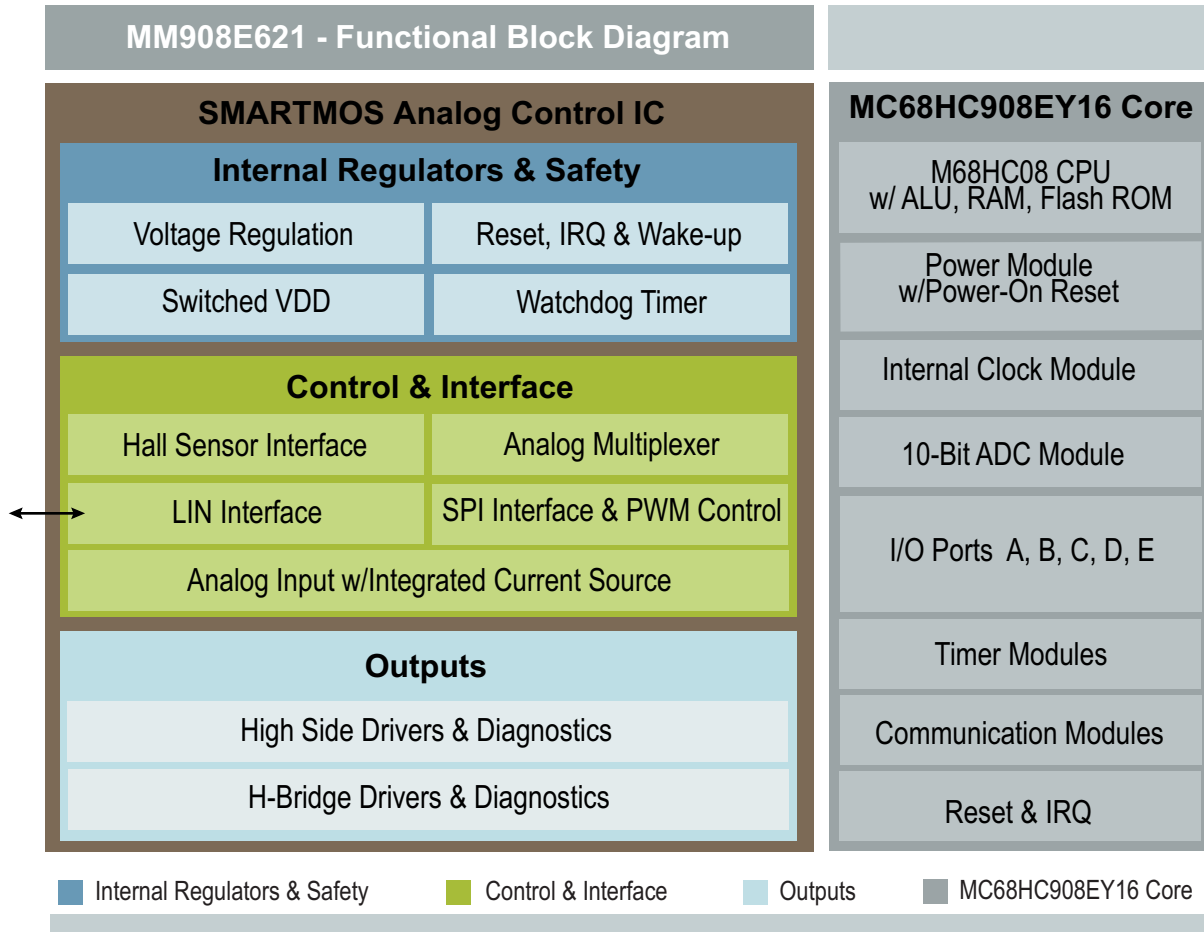 MM908E621 - Functional Block Diagram
SMARTMOS Analog Control IC
Internal Regulators & Safety
Voltage Regulation
Reset, IRQ & Wake-up
Switched VDD
Watchdog Timer
Control & Interface
Hall Sensor Interface
Analog Multiplexer
LIN Interface
SPI Interface & PWM Control
Analog Input w/Integrated Current Source
Outputs
High Side Drivers & Diagnostics
H-Bridge Drivers & Diagnostics
MC68HC908EY16 Core
M68HC08 CPU
w/ ALU, RAM, Flash ROM
Power Module
w/Power-On Reset
Internal Clock Module
10-Bit ADC Module
I/O Ports A, B, C, D, E
Timer Modules
Communication Modules
Reset & IRQ
Internal Regulators & Safety
Control & Interface
Outputs
MC68HC908EY16 Core